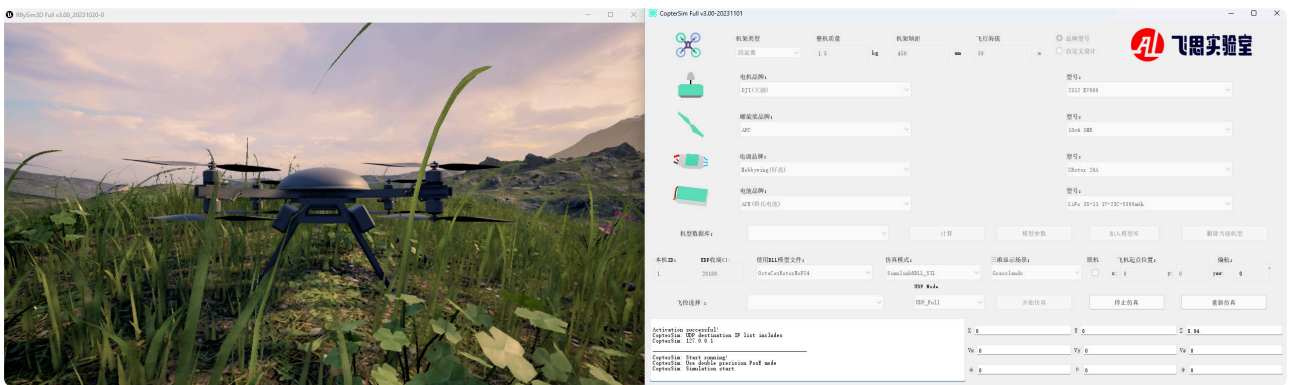 RflySim3D Full v3.00_20231020-0
CopterSim Full v3.00-20231101
机架类型 整机质量 机架轴距 飞行海拔 品牌型号
四旋翼 1.5 kg 450 mm 50 m 自定义设计
飞思实验室
电机品牌： 型号：
DJI(大疆)
螺旋桨品牌： 型号：
APC
电调品牌： 型号：
Hobbywing(好盈)
电池品牌： 型号：
ACE(格氏电池)
机型数据库： 计算 模型参数 加入模型库 删除当前机型
本机ID： UDP收端口： 使用DLL模型文件： 仿真模式： 三维显示场景： 联机 飞机起点位置： 偏航：
1 20100 Simulink&DLL_SIL Grasslands x: 0 y: 0 yaw: 0
UDP Mode
飞控选择 ： UDP_Full 开始仿真 停止仿真 重新仿真
Activation successful!
CopterSim: UDP destination IP list includes
CopterSim: 127.0.0.1
CopterSim: Start running!
CopterSim: Use double precision PosE mode
CopterSim: Simulation start.
X 0 Y 0 Z
Vx 0 Vy 0 Vz 0
Φ 0 θ 0 Ψ 0